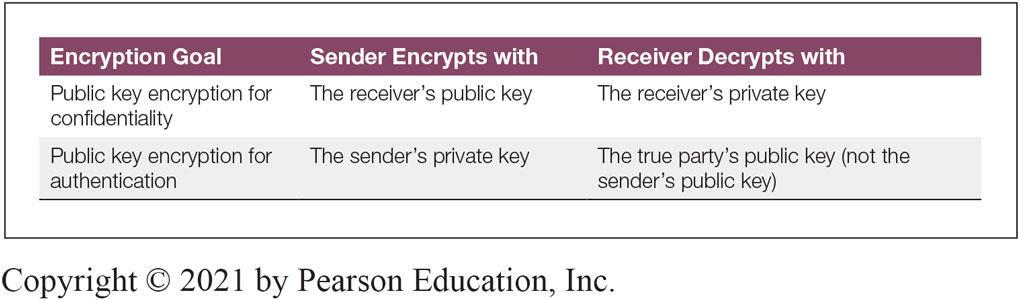 Encryption Goal Sender Encrypts with Receiver Decrypts with
Public key encryption for confidentiality The receiver’s public key The receiver’s private key
Public key encryption for authentication The sender’s private key The true party’s public key (not the sender’s public key)
Copyright © 2021 by Pearson Education, Inc.